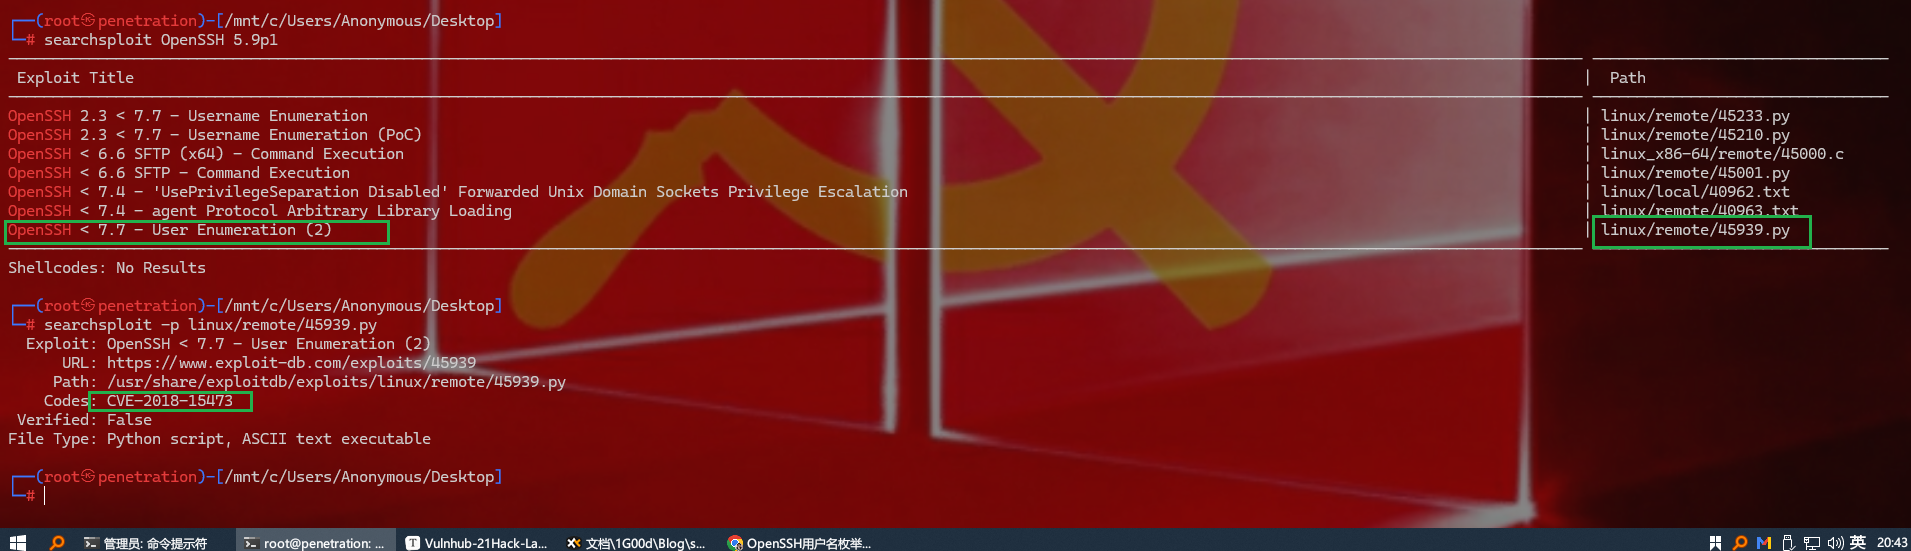 ┌──(root㉿penetration)-[/mnt/c/Users/Anonymous/Desktop]
└─# searchsploit OpenSSH 5.9p1
Exploit Title | Path
OpenSSH 2.3 < 7.7 - Username Enumeration | linux/remote/45233.py
OpenSSH 2.3 < 7.7 - Username Enumeration (PoC) | linux/remote/45210.py
OpenSSH < 6.6 SFTP (x64) - Command Execution | linux_x86-64/remote/45000.c
OpenSSH < 6.6 SFTP - Command Execution | linux/remote/45001.py
OpenSSH < 7.4 - 'UsePrivilegeSeparation Disabled' Forwarded Unix Domain Sockets Privilege Escalation | linux/local/40962.txt
OpenSSH < 7.4 - agent Protocol Arbitrary Library Loading | linux/remote/40963.txt
OpenSSH < 7.7 - User Enumeration (2) | linux/remote/45939.py
Shellcodes: No Results
┌──(root㉿penetration)-[/mnt/c/Users/Anonymous/Desktop]
└─# searchsploit -p linux/remote/45939.py
Exploit: OpenSSH < 7.7 - User Enumeration (2)
URL: https://www.exploit-db.com/exploits/45939
Path: /usr/share/exploitdb/exploits/linux/remote/45939.py
Codes: CVE-2018-15473
Verified: False
File Type: Python script, ASCII text executable
┌──(root㉿penetration)-[/mnt/c/Users/Anonymous/Desktop]
└─#
管理员: 命令提示符 root@penetration: ... Vulnhub-21Hack-La... 文档\1G00d\Blog\s... OpenSSH用户名枚举... 英 20:43